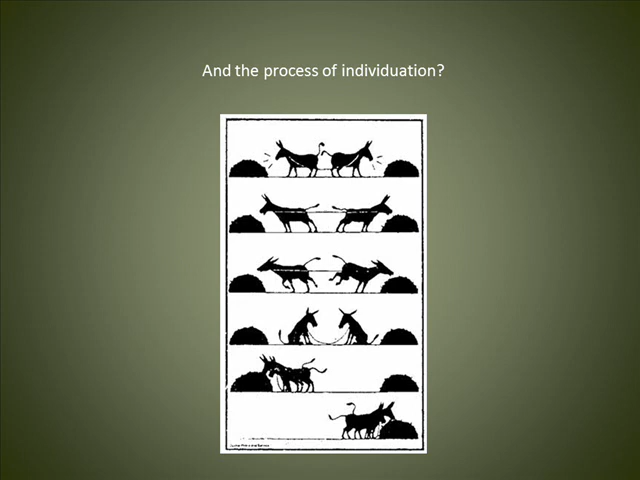 And the process of individuation?